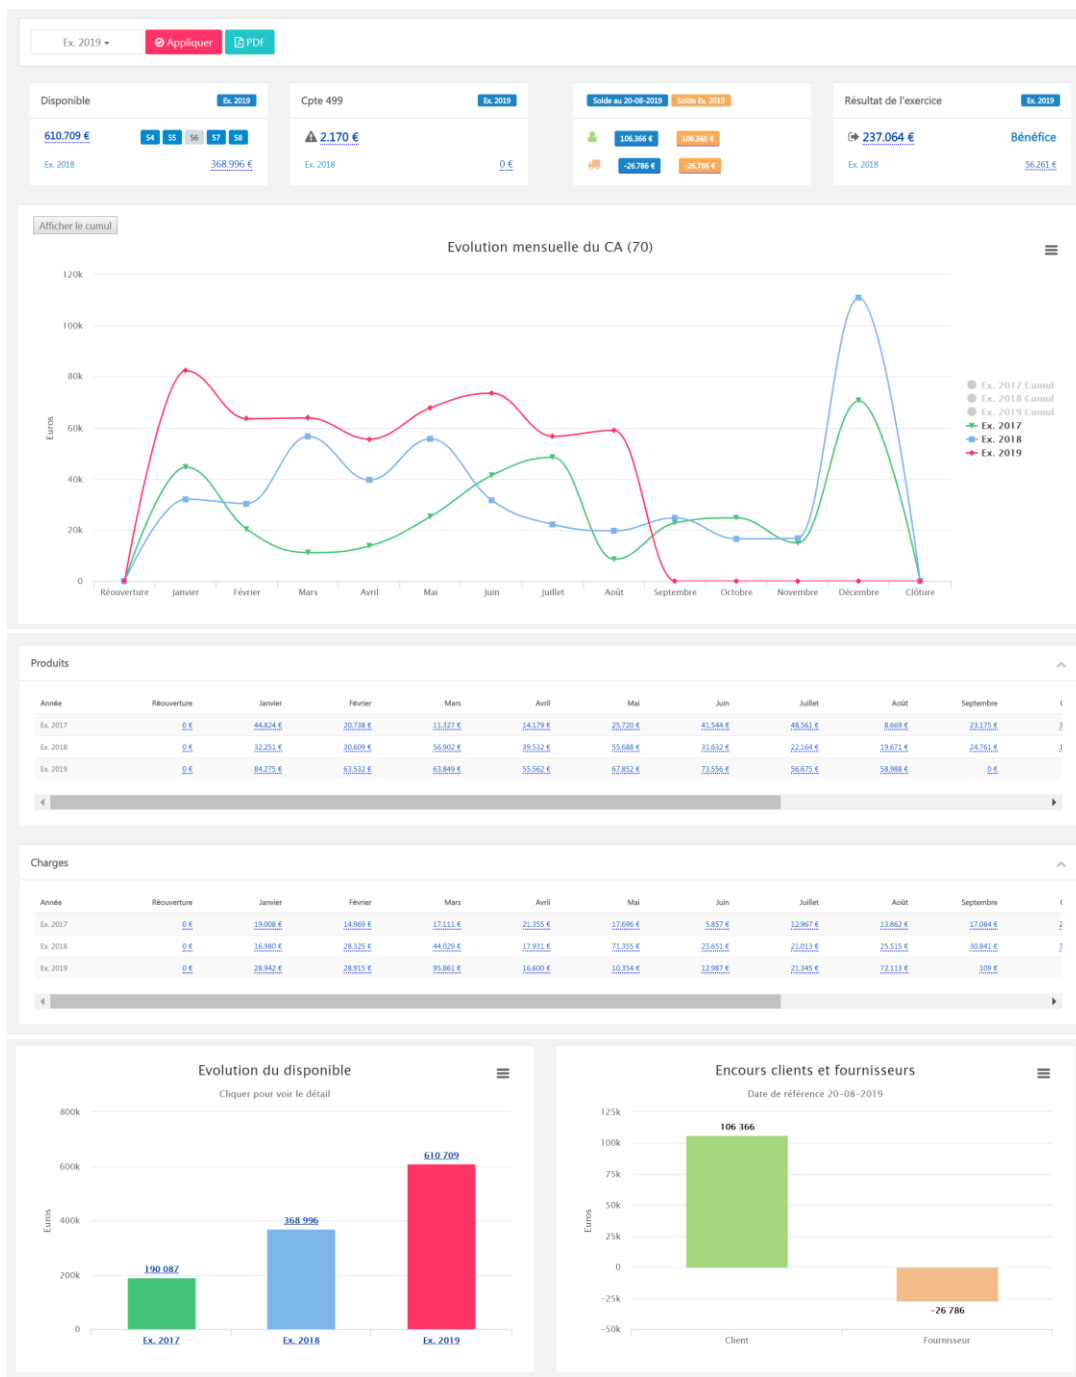 Ex. 2019
Appliquer
PDF
Disponible
Ex. 2019
610.709 €
54 55 56 57 58
Ex. 2018
368.996 €
Cpte 499
Ex. 2019
2.170 €
Ex. 2018
0 €
Solde au 20-08-2019
Solde Ex. 2019
106.366 €
106.366 €
-26.786 €
-26.786 €
Résultat de l'exercice
Ex. 2019
237.064 €
Bénéfice
Ex. 2018
56.261 €
Afficher le cumul
Evolution mensuelle du CA (70)
Euros
120k
100k
80k
60k
40k
20k
0
Réouverture Janvier Février Mars Avril Mai Juin Juillet Août Septembre Octobre Novembre Décembre Clôture
Ex. 2017 Cumul
Ex. 2018 Cumul
Ex. 2019 Cumul
Ex. 2017
Ex. 2018
Ex. 2019
Produits
Année Réouverture Janvier Février Mars Avril Mai Juin Juillet Août Septembre
Ex. 2017 0 € 44.824 € 20.738 € 11.327 € 14.179 € 25.720 € 41.544 € 48.561 € 8.669 € 23.175 €
Ex. 2018 0 € 32.251 € 30.609 € 56.902 € 39.532 € 55.688 € 31.632 € 22.164 € 19.671 € 24.761 €
Ex. 2019 0 € 84.275 € 63.532 € 63.849 € 55.562 € 67.852 € 73.556 € 56.675 € 58.988 € 0 €
Charges
Année Réouverture Janvier Février Mars Avril Mai Juin Juillet Août Septembre
Ex. 2017 0 € 19.008 € 14.969 € 17.111 € 21.355 € 17.696 € 5.857 € 12.967 € 13.862 € 17.084 €
Ex. 2018 0 € 16.980 € 28.325 € 44.029 € 17.931 € 71.355 € 23.651 € 21.013 € 25.515 € 30.841 €
Ex. 2019 0 € 28.942 € 28.915 € 95.861 € 16.600 € 10.354 € 12.987 € 21.345 € 72.113 € 109 €
Evolution du disponible
Cliquer pour voir le détail
Euros
800k
600k
400k
200k
0
190 087
368 996
610 709
Ex. 2017 Ex. 2018 Ex. 2019
Encours clients et fournisseurs
Date de référence 20-08-2019
Euros
125k
100k
75k
50k
25k
0
-25k
-50k
106 366
-26 786
Client Fournisseur